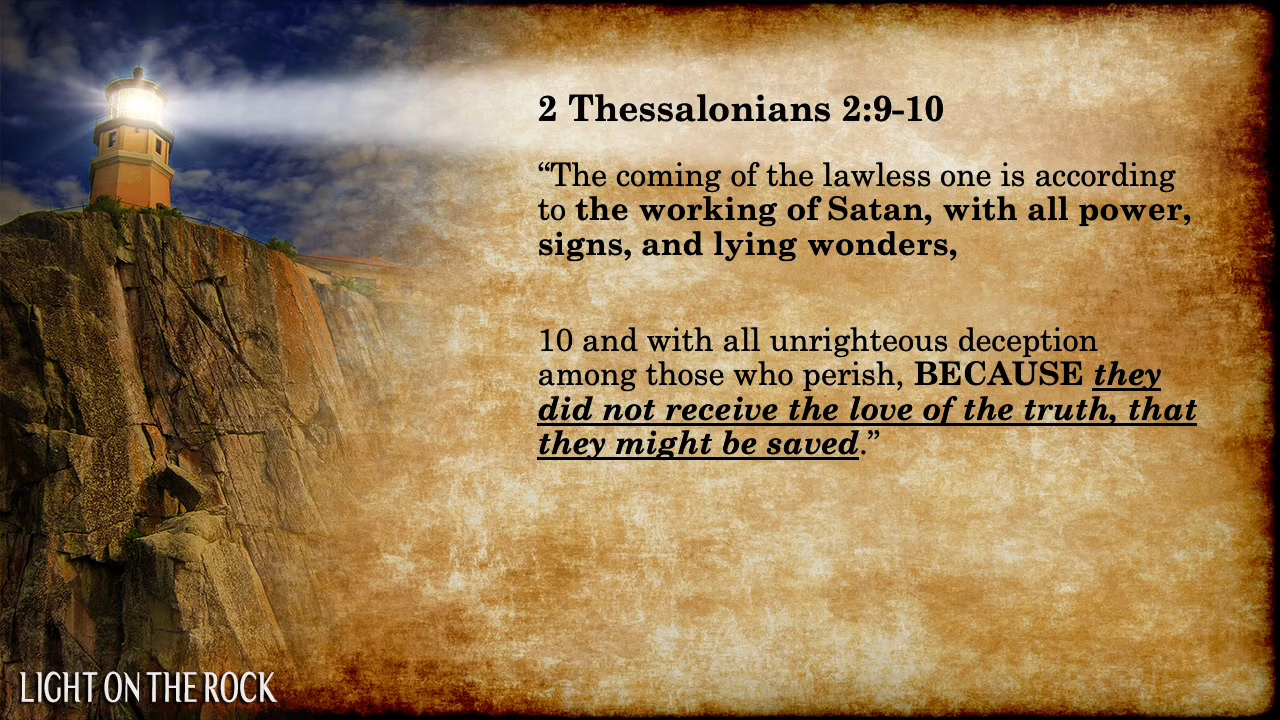 2 Thessalonians 2:9-10
“The coming of the lawless one is according
to the working of Satan, with all power,
signs, and lying wonders,
10 and with all unrighteous deception
among those who perish, BECAUSE they
did not receive the love of the truth, that
they might be saved.”
LIGHT ON THE ROCK